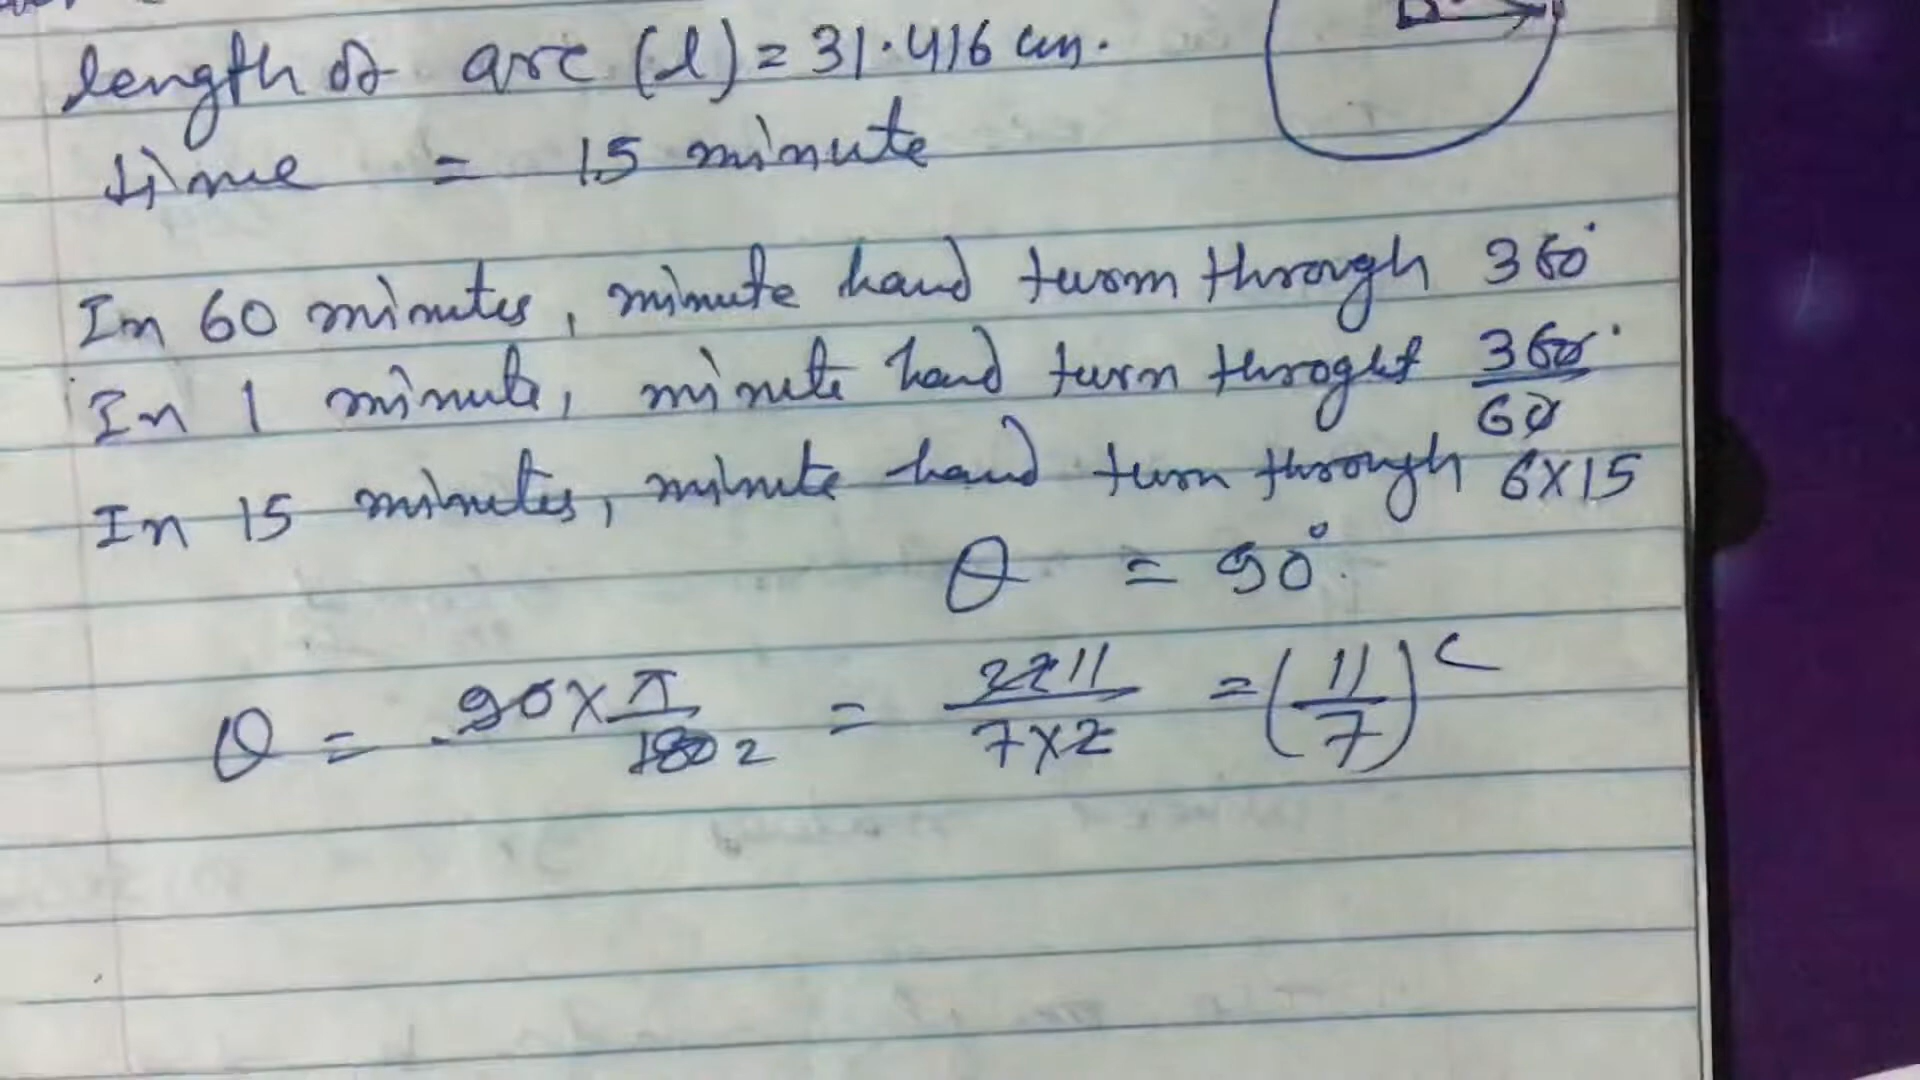 length of arc (l) = 31.416 cm.
time = 15 minute
In 60 minutes, minute hand turn through 360°
In 1 minute, minute hand turn throght 360°/60
In 15 minutes, minute hand turn through 6×15
θ = 90°.
θ = 90 × π/180 2 = 22 11/7×2 = (11/7)ᶜ